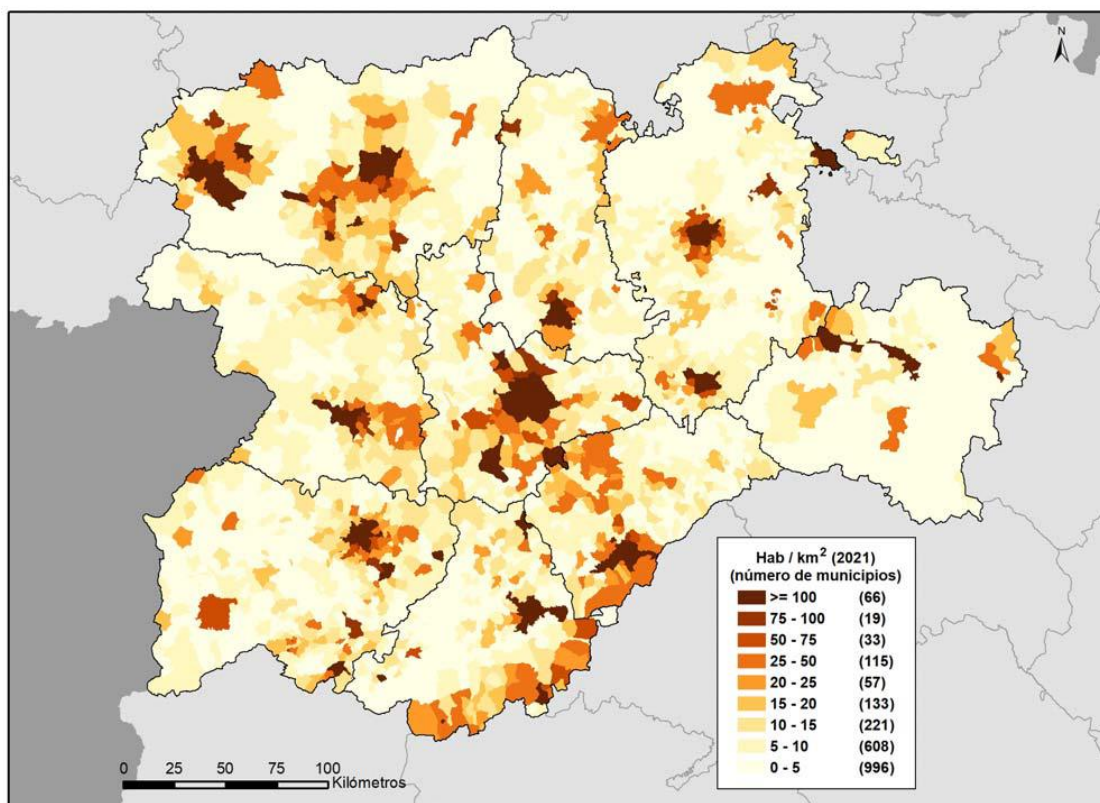 N
Hab / km² (2021)
(número de municipios)
>= 100 (66)
75 - 100 (19)
50 - 75 (33)
25 - 50 (115)
20 - 25 (57)
15 - 20 (133)
10 - 15 (221)
5 - 10 (608)
0 - 5 (996)
0 25 50 75 100
Kilómetros